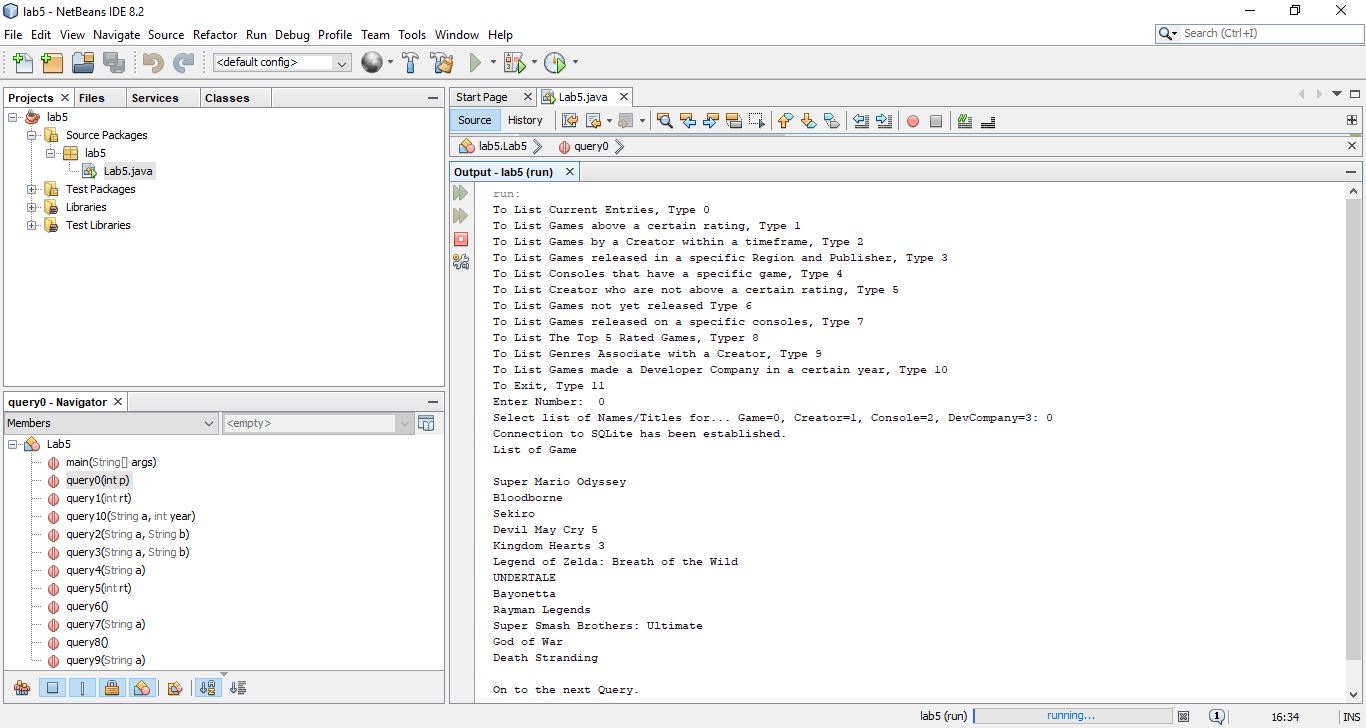 lab5 - NetBeans IDE 8.2
File Edit View Navigate Source Refactor Run Debug Profile Team Tools Window Help
Search (Ctrl+I)
<default config>
Projects Files Services Classes
lab5
Source Packages
lab5
Lab5.java
Test Packages
Libraries
Test Libraries
query0 - Navigator
Members
<empty>
Lab5
main(String[] args)
query0(int p)
query1(int rt)
query10(String a, int year)
query2(String a, String b)
query3(String a, String b)
query4(String a)
query5(int rt)
query6()
query7(String a)
query8()
query9(String a)
Start Page Lab5.java
Source History
lab5.Lab5 query0
Output - lab5 (run)
run:
To List Current Entries, Type 0
To List Games above a certain rating, Type 1
To List Games by a Creator within a timeframe, Type 2
To List Games released in a specific Region and Publisher, Type 3
To List Consoles that have a specific game, Type 4
To List Creator who are not above a certain rating, Type 5
To List Games not yet released Type 6
To List Games released on a specific consoles, Type 7
To List The Top 5 Rated Games, Typer 8
To List Genres Associate with a Creator, Type 9
To List Games made a Developer Company in a certain year, Type 10
To Exit, Type 11
Enter Number:  0
Select list of Names/Titles for... Game=0, Creator=1, Console=2, DevCompany=3: 0
Connection to SQLite has been established.
List of Game
Super Mario Odyssey
Bloodborne
Sekiro
Devil May Cry 5
Kingdom Hearts 3
Legend of Zelda: Breath of the Wild
UNDERTALE
Bayonetta
Rayman Legends
Super Smash Brothers: Ultimate
God of War
Death Stranding
On to the next Query.
lab5 (run) running... 1 16:34 INS